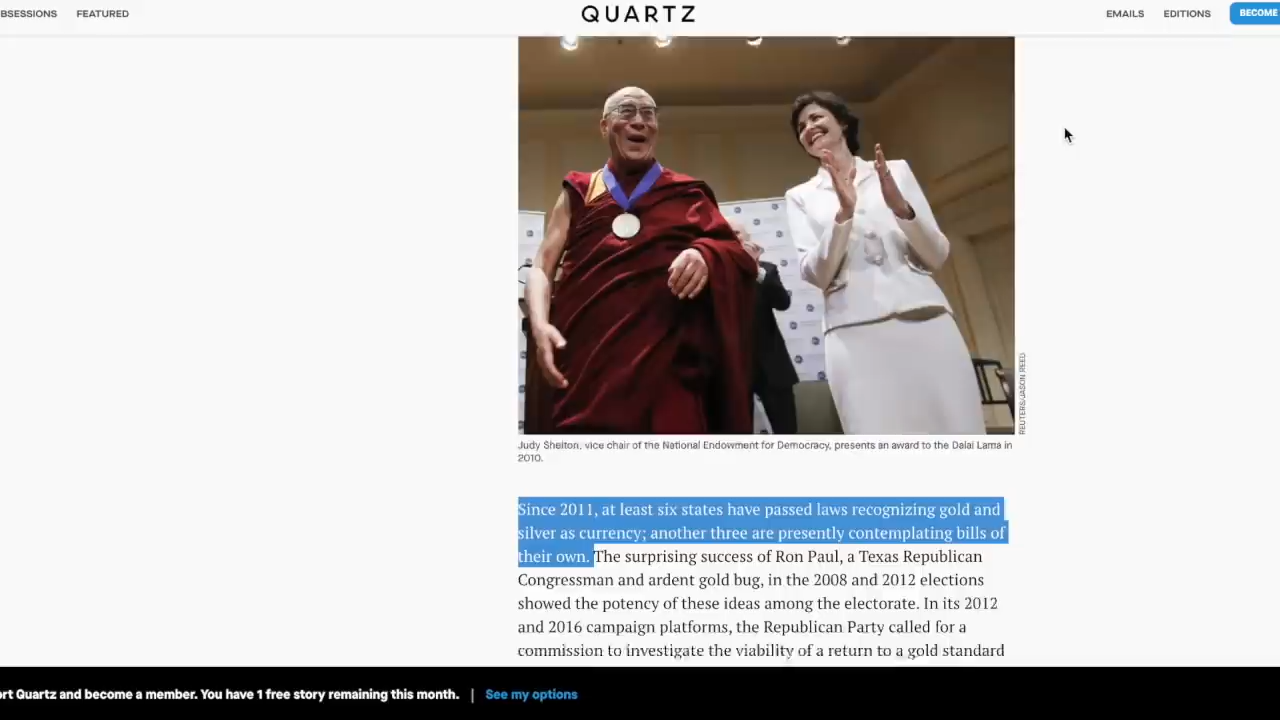 BSESSIONS FEATURED QUARTZ EMAILS EDITIONS BECOME
REUTERS/JASON REED
Judy Shelton, vice chair of the National Endowment for Democracy, presents an award to the Dalai Lama in
2010.
Since 2011, at least six states have passed laws recognizing gold and
silver as currency; another three are presently contemplating bills of
their own. The surprising success of Ron Paul, a Texas Republican
Congressman and ardent gold bug, in the 2008 and 2012 elections
showed the potency of these ideas among the electorate. In its 2012
and 2016 campaign platforms, the Republican Party called for a
commission to investigate the viability of a return to a gold standard
ort Quartz and become a member. You have 1 free story remaining this month. | See my options